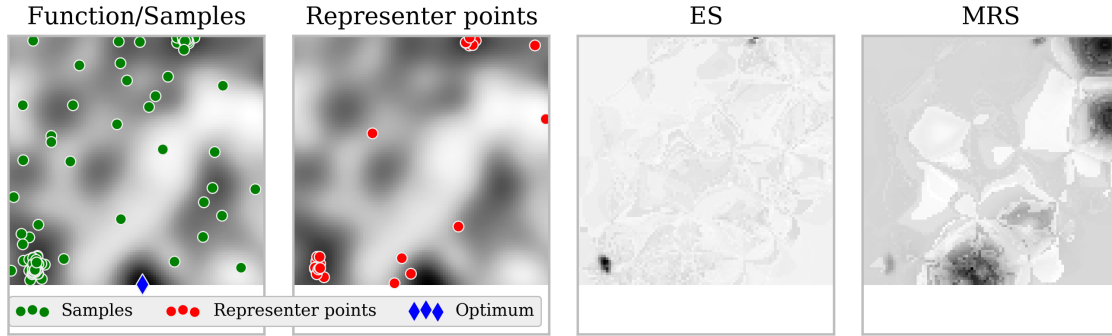 Function/Samples
Representer points
ES
MRS
Samples
Representer points
Optimum